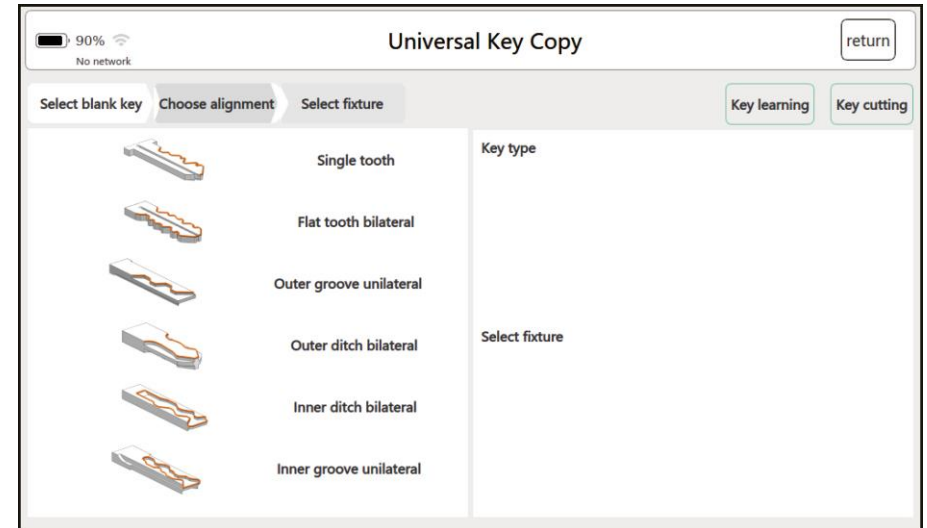 90%
No network
Universal Key Copy
return
Select blank key
Choose alignment
Select fixture
Key learning
Key cutting
Single tooth
Flat tooth bilateral
Outer groove unilateral
Outer ditch bilateral
Inner ditch bilateral
Inner groove unilateral
Key type
Select fixture